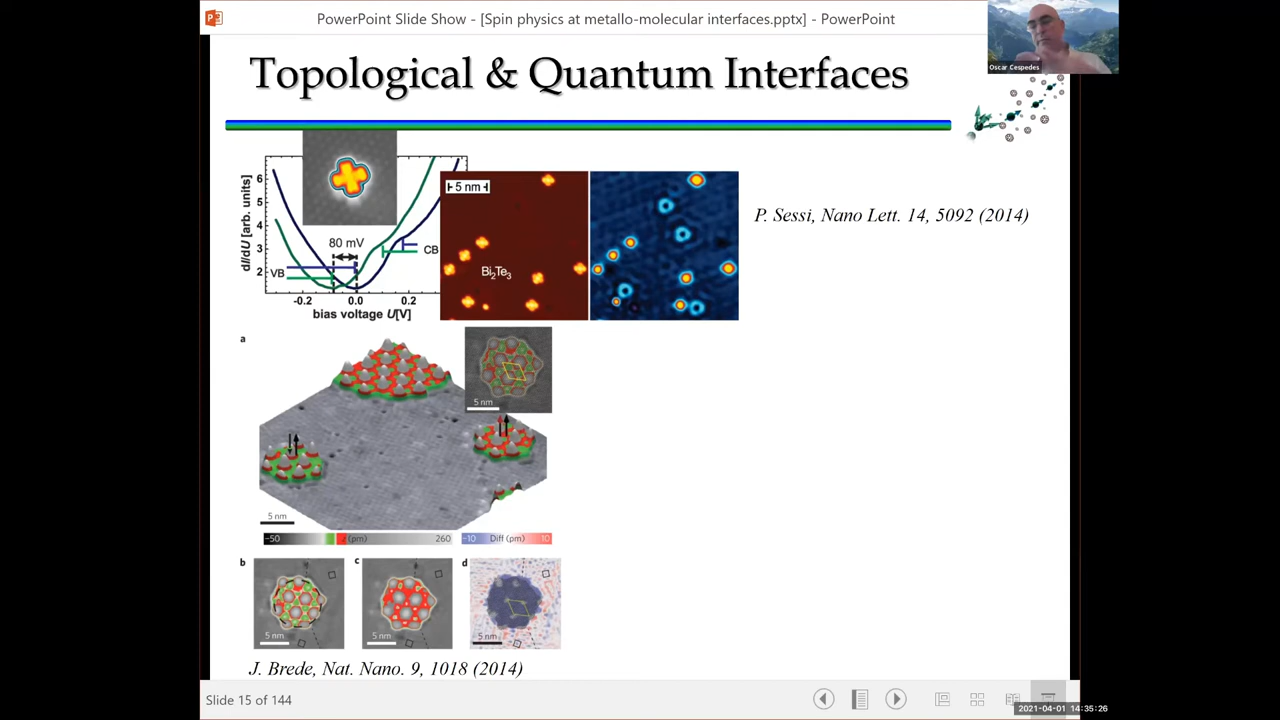 PowerPoint Slide Show - [Spin physics at metallo-molecular interfaces.pptx] - PowerPoint
Oscar Cespedes
Topological & Quantum Interfaces
dI/dU [arb. units]
6
5
4
3
2
80 mV
VB
CB
-0.2 0.0 0.2
bias voltage U[V]
5 nm
Bi2Te3
P. Sessi, Nano Lett. 14, 5092 (2014)
a
5 nm
5 nm
-50 z (pm) 260
-10 Diff (pm) 10
b
5 nm
c
5 nm
d
5 nm
J. Brede, Nat. Nano. 9, 1018 (2014)
Slide 15 of 144
2021-04-01 14:35:26